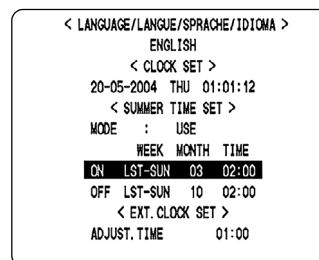 < LANGUAGE/LANGUE/SPRACHE/IDIOMA >
ENGLISH
< CLOCK SET >
20-05-2004 THU 01:01:12
< SUMMER TIME SET >
MODE : USE
WEEK MONTH TIME
ON LST-SUN 03 02:00
OFF LST-SUN 10 02:00
< EXT.CLOCK SET >
ADJUST.TIME 01:00